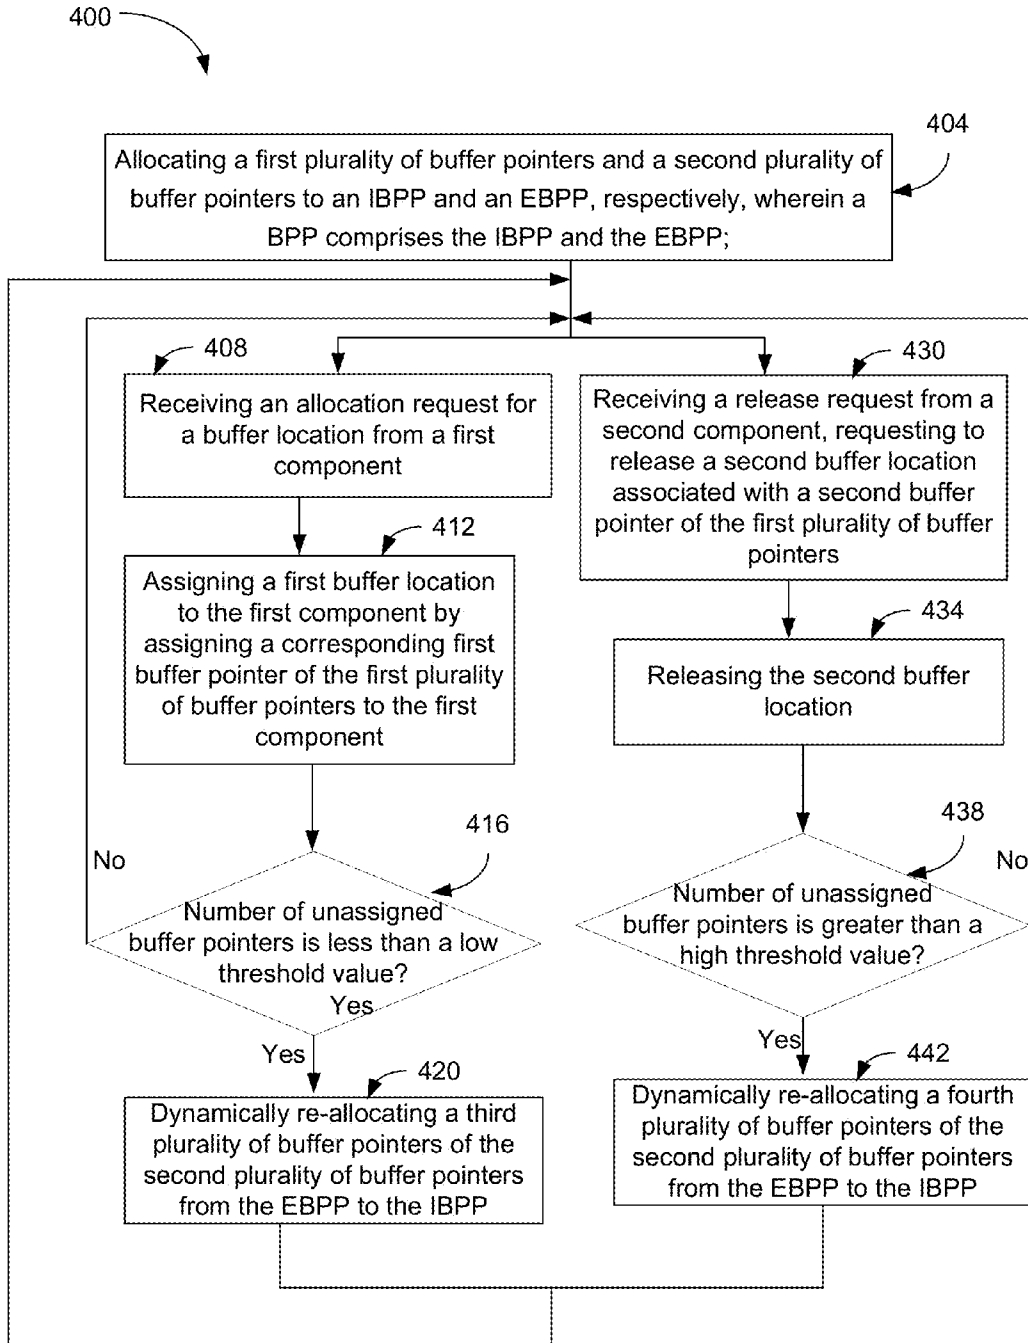 400
404
Allocating a first plurality of buffer pointers and a second plurality of
buffer pointers to an IBPP and an EBPP, respectively, wherein a
BPP comprises the IBPP and the EBPP;
408
Receiving an allocation request for
a buffer location from a first
component
412
Assigning a first buffer location
to the first component by
assigning a corresponding first
buffer pointer of the first plurality
of buffer pointers to the first
component
416
No
Number of unassigned
buffer pointers is less than a low
threshold value?
Yes
Yes
420
Dynamically re-allocating a third
plurality of buffer pointers of the
second plurality of buffer pointers
from the EBPP to the IBPP
430
Receiving a release request from a
second component, requesting to
release a second buffer location
associated with a second buffer
pointer of the first plurality of buffer
pointers
434
Releasing the second buffer
location
438
No
Number of unassigned
buffer pointers is greater than a
high threshold value?
Yes
442
Dynamically re-allocating a fourth
plurality of buffer pointers of the
second plurality of buffer pointers
from the EBPP to the IBPP